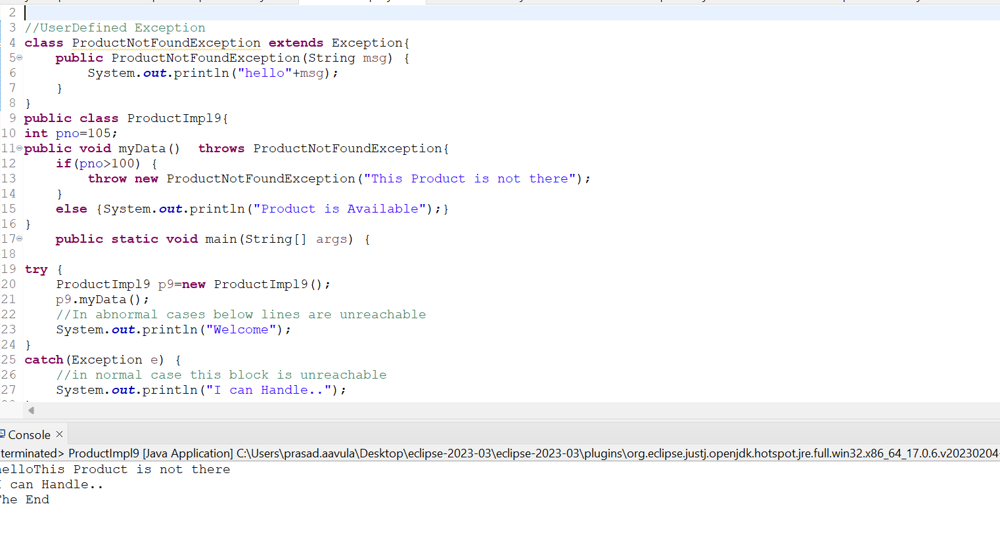 2
3 //UserDefined Exception
4 class ProductNotFoundException extends Exception{
5 public ProductNotFoundException(String msg) {
6 System.out.println("hello"+msg);
7 }
8 }
9 public class ProductImpl9{
10 int pno=105;
11 public void myData()  throws ProductNotFoundException{
12 if(pno>100) {
13 throw new ProductNotFoundException("This Product is not there");
14 }
15 else {System.out.println("Product is Available");}
16 }
17 public static void main(String[] args) {
18
19 try {
20 ProductImpl9 p9=new ProductImpl9();
21 p9.myData();
22 //In abnormal cases below lines are unreachable
23 System.out.println("Welcome");
24 }
25 catch(Exception e) {
26 //in normal case this block is unreachable
27 System.out.println("I can Handle..");
Console
terminated> ProductImpl9 [Java Application] C:\Users\prasad.aavula\Desktop\eclipse-2023-03\eclipse-2023-03\plugins\org.eclipse.justj.openjdk.hotspot.jre.full.win32.x86_64_17.0.6.v20230204-
helloThis Product is not there
I can Handle..
The End